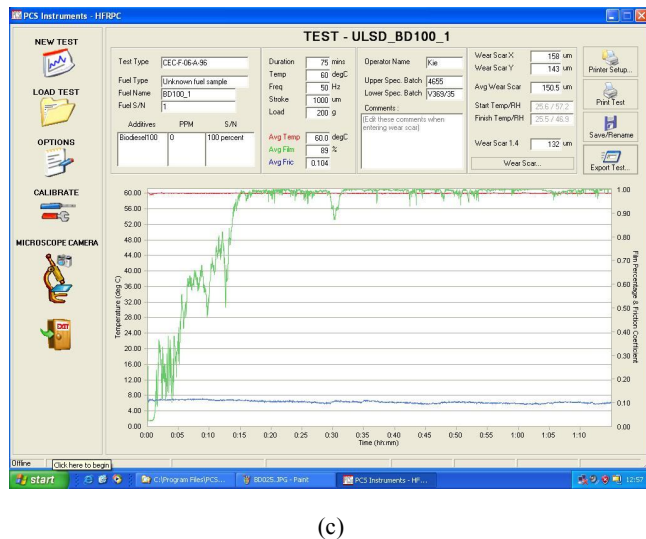 PCS Instruments - HFRPC
TEST - ULSD_BD100_1
NEW TEST
LOAD TEST
OPTIONS
CALIBRATE
MICROSCOPE CAMERA
EXIT
Test Type CEC-F-06-A-96
Fuel Type Unknown fuel sample
Fuel Name BD100_1
Fuel S/N 1
Additives PPM S/N
Biodiesel100 0 100 percent
Duration 75 mins
Temp 60 degC
Freq 50 Hz
Stroke 1000 um
Load 200 g
Avg Temp 60.0 degC
Avg Film 89 %
Avg Fric 0.104
Operator Name Kie
Upper Spec. Batch 4655
Lower Spec. Batch V369/35
Comments :
(Edit these comments when
entering wear scar)
Wear Scar X 158 um
Wear Scar Y 143 um
Avg Wear Scar 150.5 um
Start Temp/RH 25.6 / 57.2
Finish Temp/RH 25.5 / 46.9
Wear Scar 1.4 132 um
Wear Scar...
Printer Setup...
Print Test
Save/Rename
Export Test...
Temperature (deg C)
60.00
56.00
52.00
48.00
44.00
40.00
36.00
32.00
28.00
24.00
20.00
16.00
12.00
8.00
4.00
0.00
1.00
0.90
0.80
0.70
0.60
0.50
0.40
0.30
0.20
0.10
0.00
Film Percentage & Friction Coefficient
0:00 0:05 0:10 0:15 0:20 0:25 0:30 0:35 0:40 0:45 0:50 0:55 1:00 1:05 1:10
Time (hh:mm)
Offline
Click here to begin
start C:\Program Files\PCS... BD025.JPG - Paint PCS Instruments - HF... 12:57
(c)